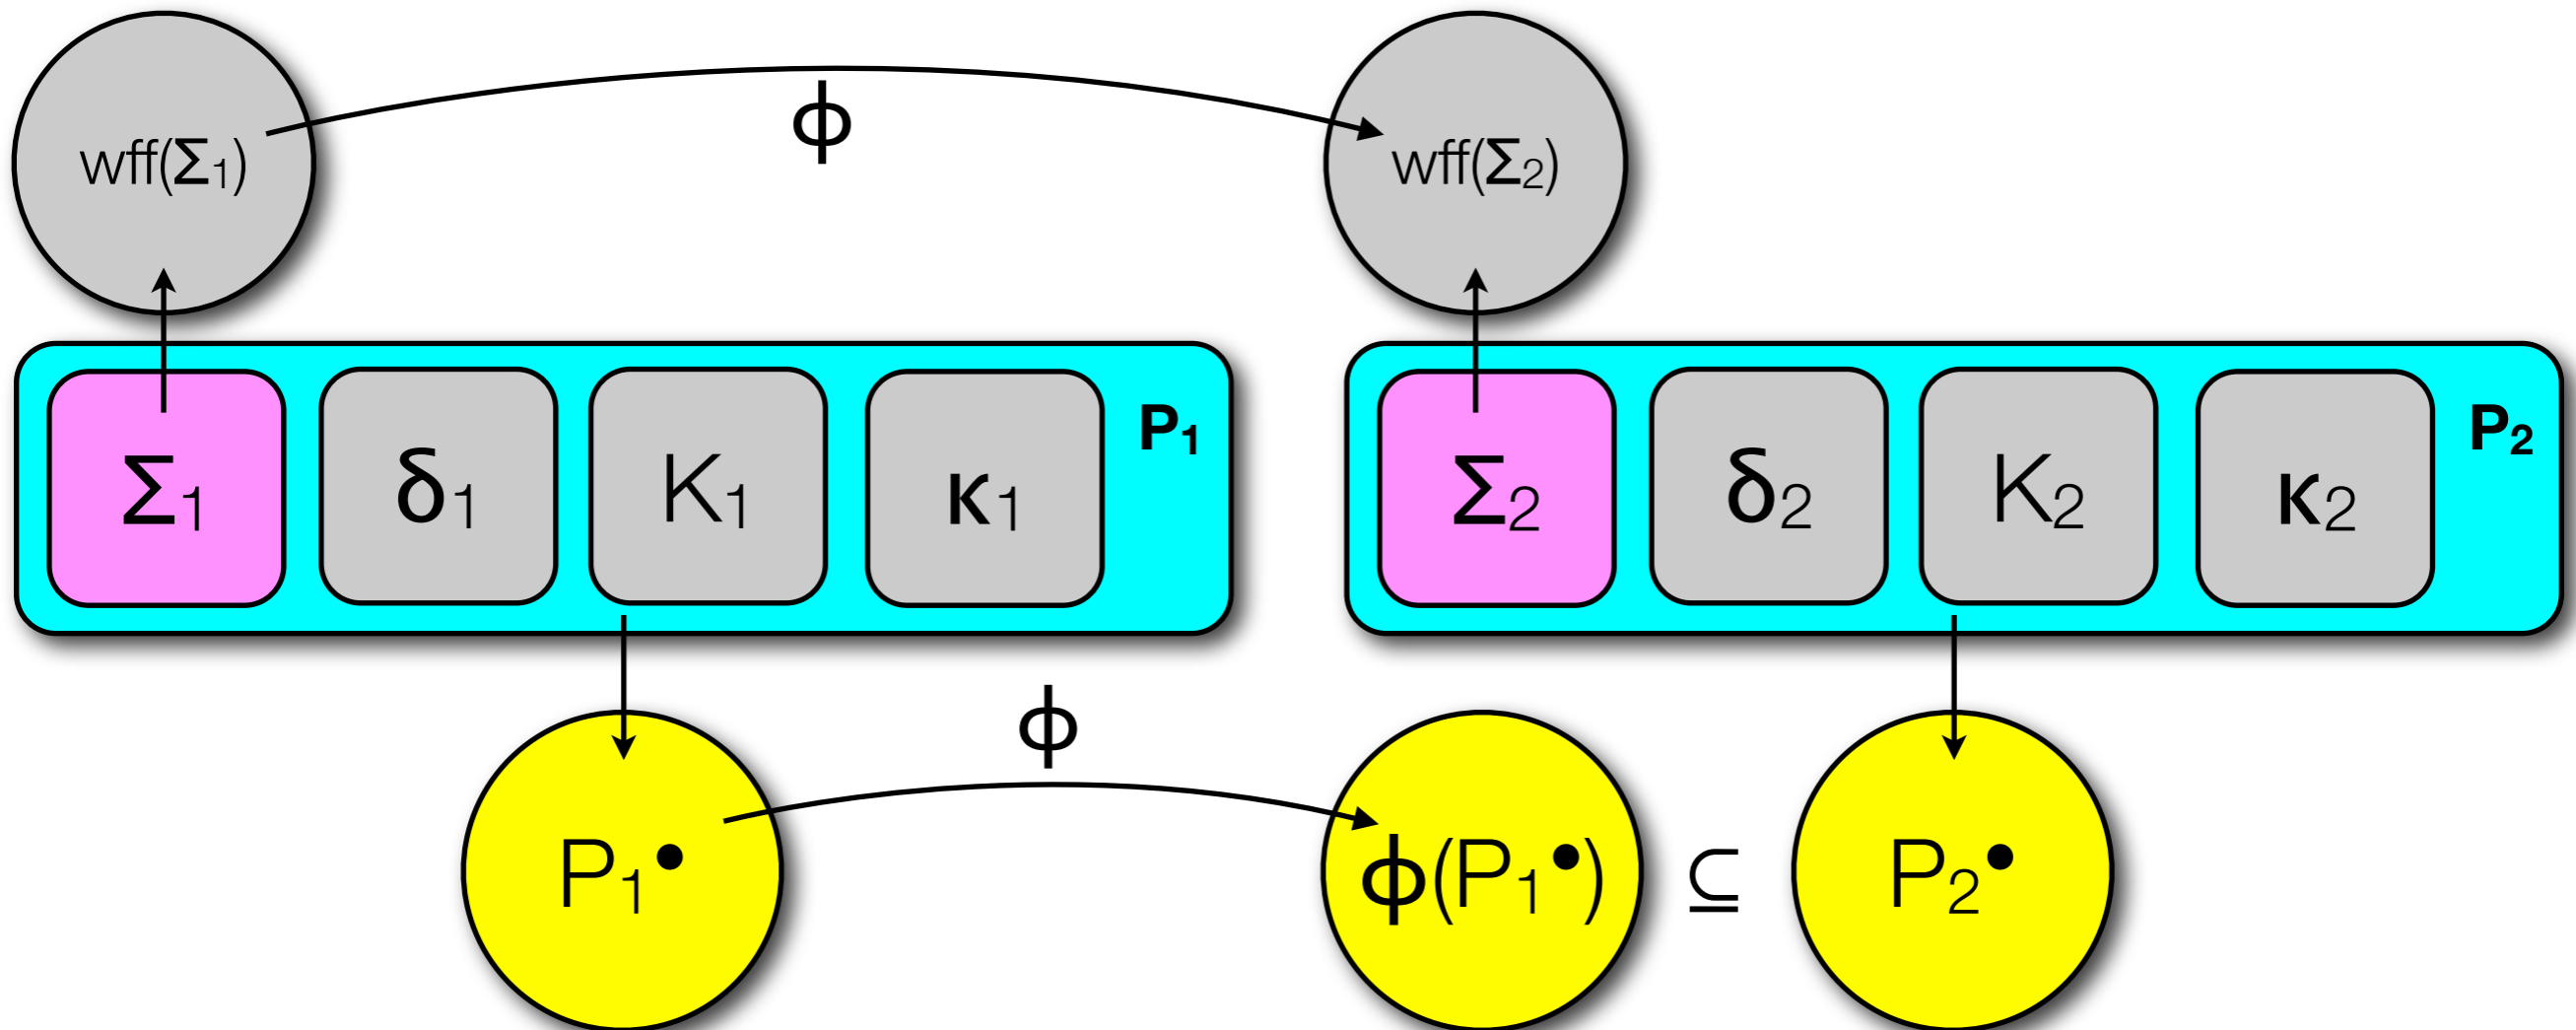 wff(Σ₁) ϕ wff(Σ₂)
Σ₁ δ₁ K₁ κ₁ P₁ Σ₂ δ₂ K₂ κ₂ P₂
ϕ
P₁• ϕ(P₁•) ⊆ P₂•